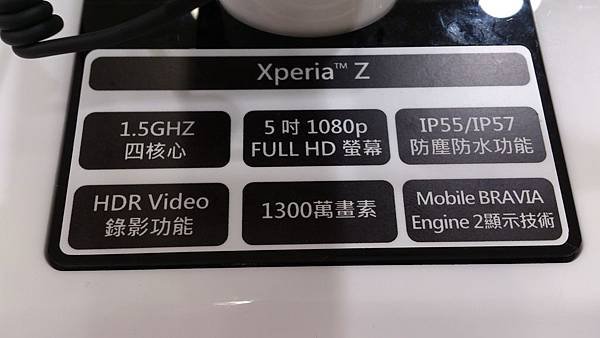 Xperia™ Z
1.5GHZ
四核心
5 吋 1080p
FULL HD 螢幕
IP55/IP57
防塵防水功能
HDR Video
錄影功能
1300萬畫素
Mobile BRAVIA
Engine 2顯示技術